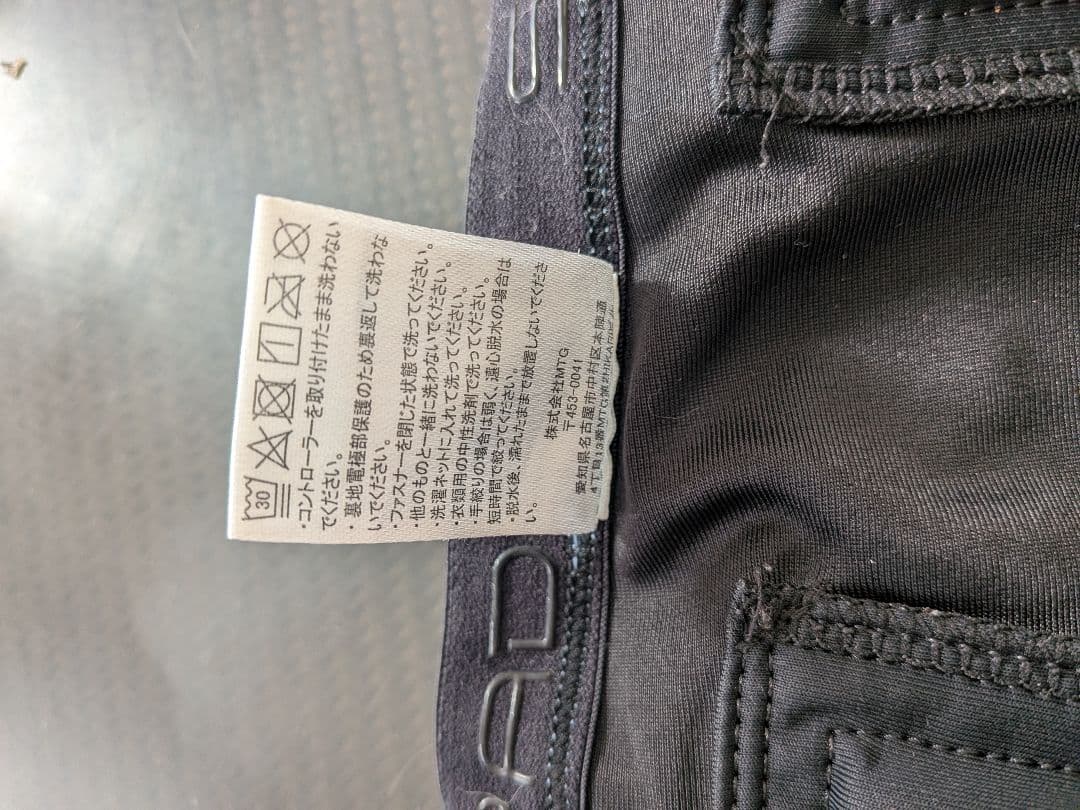 30
・コントローラーを取り付けたまま洗わない
でください。
・裏地電極部保護のため裏返して洗わな
いでください。
・ファスナーを閉じた状態で洗ってください。
・他のものと一緒に洗わないでください。
・洗濯ネットに入れて洗ってください。
・衣類用の中性洗剤で洗ってください。
・手絞りの場合は弱く、遠心脱水の場合は
短時間で絞ってください。
・脱水後、濡れたままで放置しないでくださ
い。
株式会社MTG
〒453-0041
愛知県名古屋市中村区本陣通
4丁目13番MTG第2HIKARI
PAD